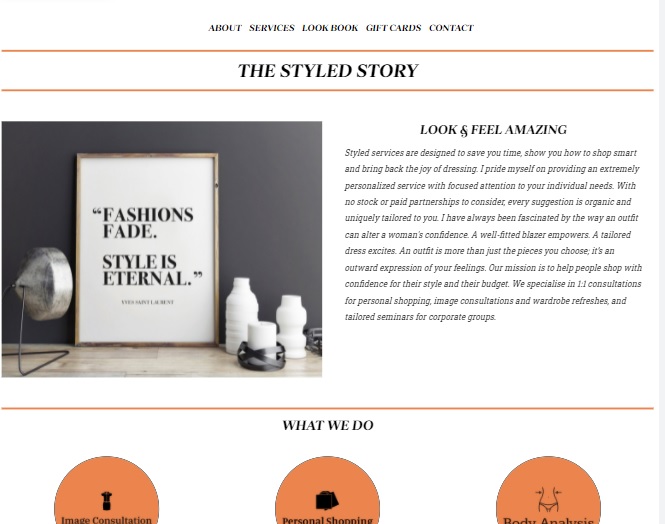 ABOUT SERVICES LOOK BOOK GIFT CARDS CONTACT
THE STYLED STORY
“FASHIONS
FADE.
STYLE IS
ETERNAL.”
YVES SAINT LAURENT
LOOK & FEEL AMAZING
Styled services are designed to save you time, show you how to shop smart
and bring back the joy of dressing. I pride myself on providing an extremely
personalized service with focused attention to your individual needs. With
no stock or paid partnerships to consider, every suggestion is organic and
uniquely tailored to you. I have always been fascinated by the way an outfit
can alter a woman's confidence. A well-fitted blazer empowers. A tailored
dress excites. An outfit is more than just the pieces you choose; it's an
outward expression of your feelings. Our mission is to help people shop with
confidence for their style and their budget. We specialise in 1:1 consultations
for personal shopping, image consultations and wardrobe refreshes, and
tailored seminars for corporate groups.
WHAT WE DO
Image Consultation
Personal Shopping
Body Analysis